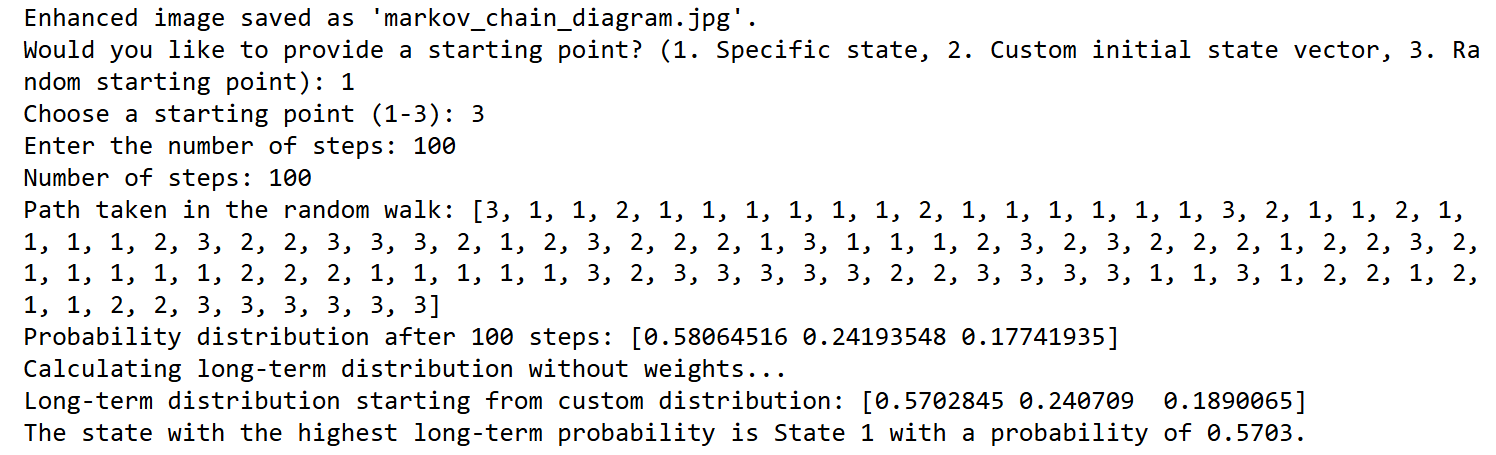 Enhanced image saved as 'markov_chain_diagram.jpg'.
Would you like to provide a starting point? (1. Specific state, 2. Custom initial state vector, 3. Ra
ndom starting point): 1
Choose a starting point (1-3): 3
Enter the number of steps: 100
Number of steps: 100
Path taken in the random walk: [3, 1, 1, 2, 1, 1, 1, 1, 1, 1, 2, 1, 1, 1, 1, 1, 1, 3, 2, 1, 1, 2, 1,
1, 1, 1, 2, 3, 2, 2, 3, 3, 3, 2, 1, 2, 3, 2, 2, 2, 1, 3, 1, 1, 1, 2, 3, 2, 3, 2, 2, 2, 1, 2, 2, 3, 2,
1, 1, 1, 1, 1, 2, 2, 2, 1, 1, 1, 1, 1, 3, 2, 3, 3, 3, 3, 3, 2, 2, 3, 3, 3, 3, 1, 1, 3, 1, 2, 2, 1, 2,
1, 1, 2, 2, 3, 3, 3, 3, 3, 3]
Probability distribution after 100 steps: [0.58064516 0.24193548 0.17741935]
Calculating long-term distribution without weights...
Long-term distribution starting from custom distribution: [0.5702845 0.240709  0.1890065]
The state with the highest long-term probability is State 1 with a probability of 0.5703.